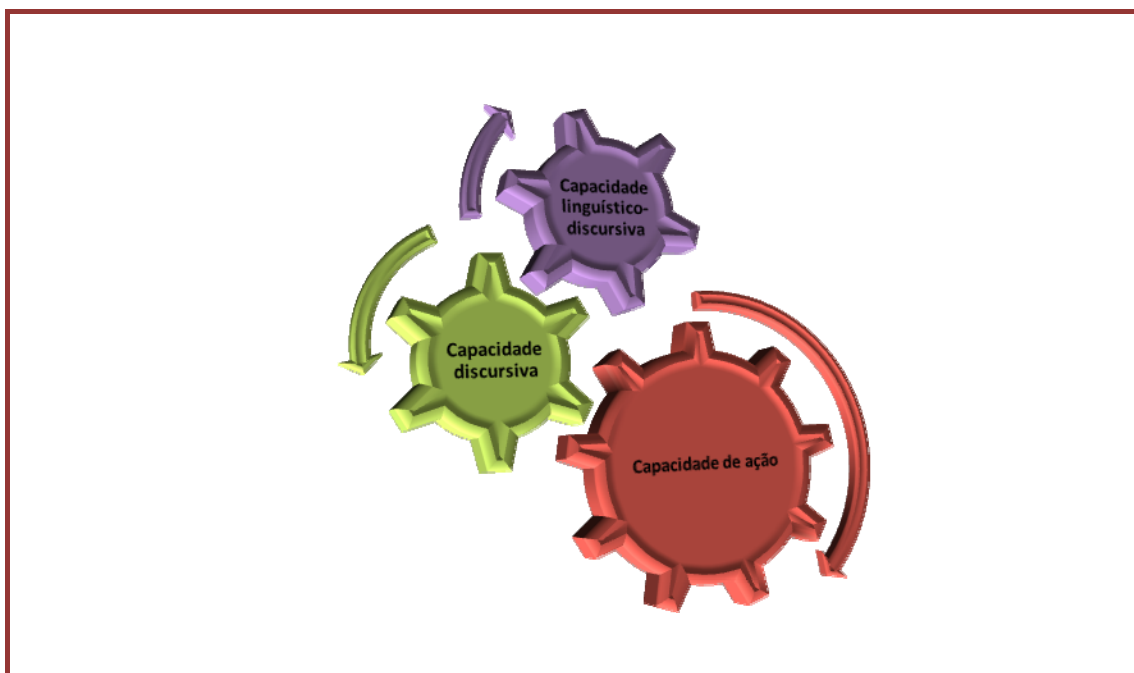 Capacidade
linguístico-
discursiva
Capacidade
discursiva
Capacidade de ação